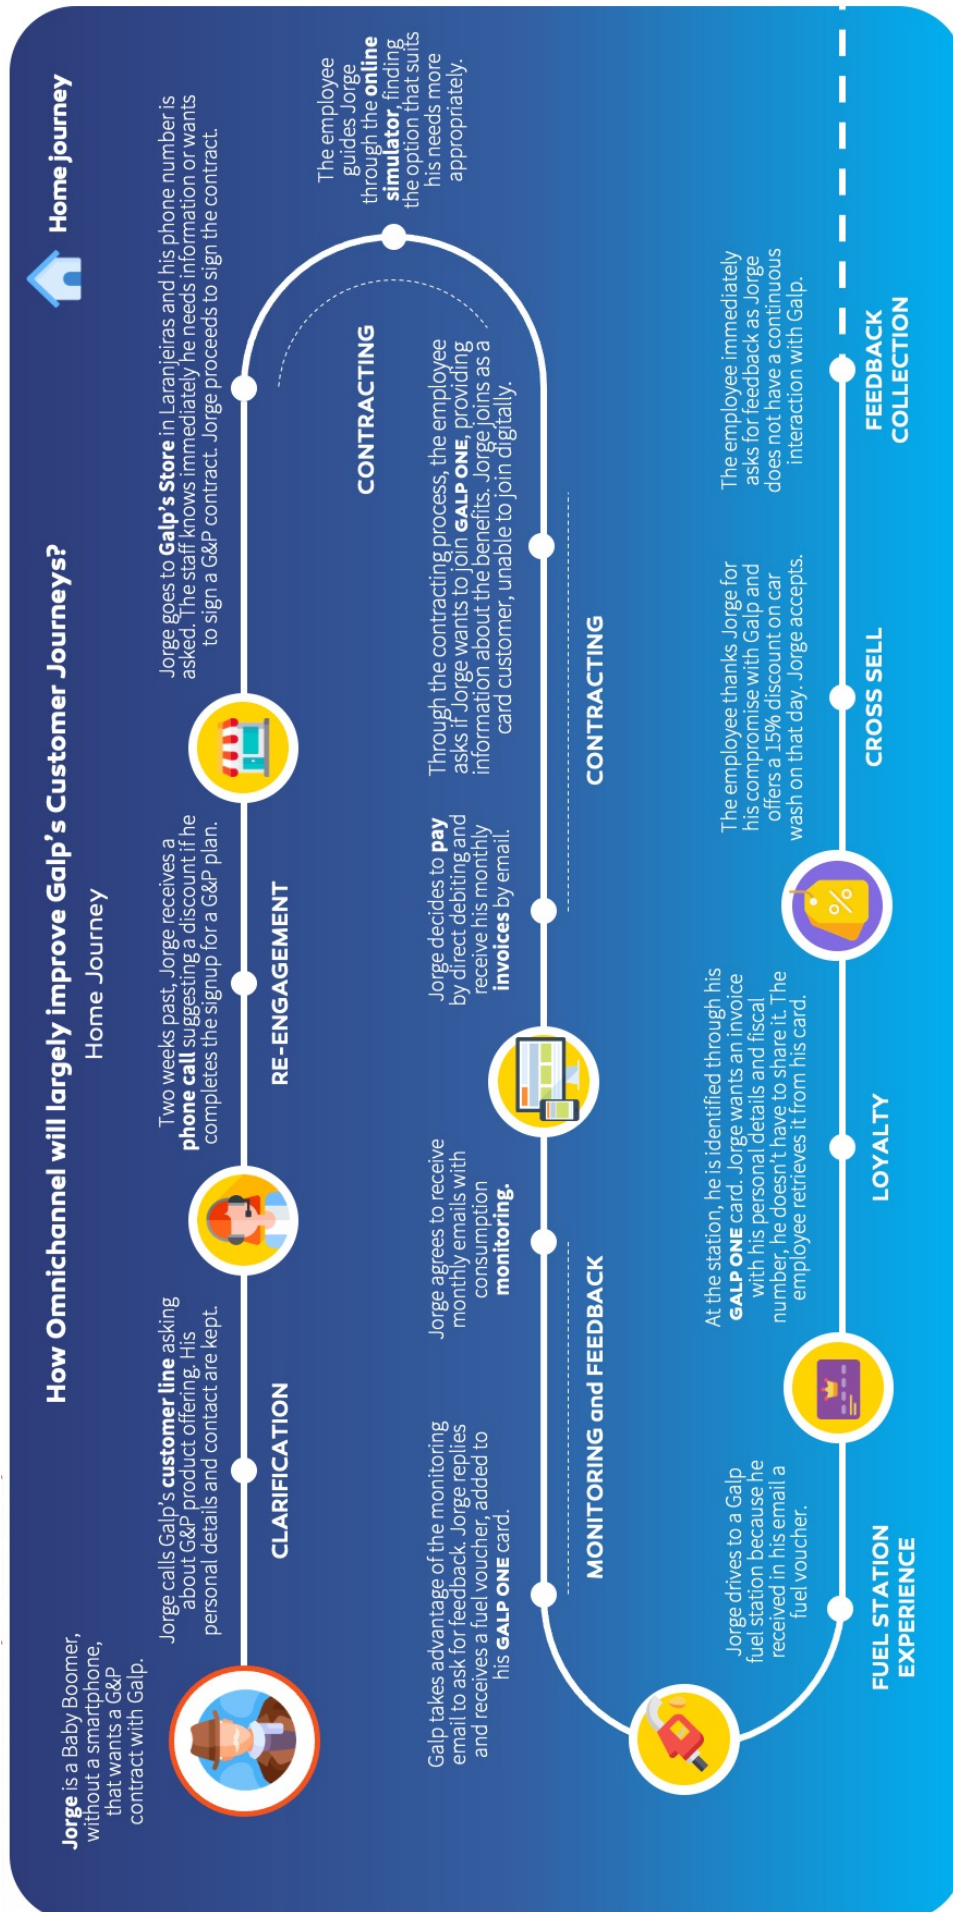 How Omnichannel will largely improve Galp's Customer Journeys?
Home Journey
Home journey
Jorge is a Baby Boomer,
without a smartphone,
that wants a G&P
contract with Galp.
Jorge calls Galp's customer line asking
about G&P product offering. His
personal details and contact are kept.
CLARIFICATION
Two weeks past, Jorge receives a
phone call suggesting a discount if he
completes the signup for a G&P plan.
RE-ENGAGEMENT
Jorge goes to Galp's Store in Laranjeiras and his phone number is
asked. The staff knows immediately he needs information or wants
to sign a G&P contract. Jorge proceeds to sign the contract.
The employee
guides Jorge
through the online
simulator, finding
the option that suits
his needs more
appropriately.
CONTRACTING
Through the contracting process, the employee
asks if Jorge wants to join GALP ONE, providing
information about the benefits. Jorge joins as a
card customer, unable to join digitally.
Jorge decides to pay
by direct debiting and
receive his monthly
invoices by email.
CONTRACTING
Jorge agrees to receive
monthly emails with
consumption
monitoring.
Galp takes advantage of the monitoring
email to ask for feedback. Jorge replies
and receives a fuel voucher, added to
his GALP ONE card.
MONITORING and FEEDBACK
Jorge drives to a Galp
fuel station because he
received in his email a
fuel voucher.
FUEL STATION
EXPERIENCE
At the station, he is identified through his
GALP ONE card. Jorge wants an invoice
with his personal details and fiscal
number, he doesn't have to share it. The
employee retrieves it from his card.
LOYALTY
The employee thanks Jorge for
his compromise with Galp and
offers a 15% discount on car
wash on that day. Jorge accepts.
CROSS SELL
The employee immediately
asks for feedback as Jorge
does not have a continuous
interaction with Galp.
FEEDBACK
COLLECTION
%